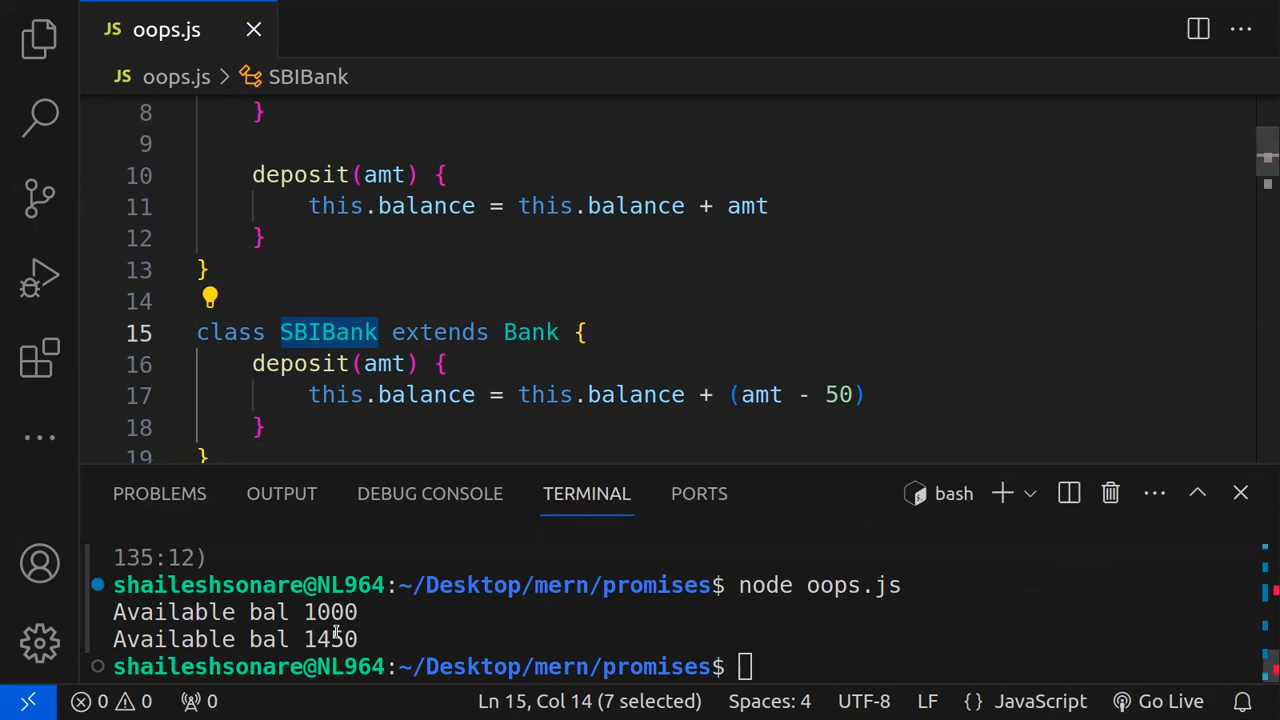 JS oops.js
JS oops.js > SBIBank
8 }
9
10 deposit(amt) {
11 this.balance = this.balance + amt
12 }
13 }
14
15 class SBIBank extends Bank {
16 deposit(amt) {
17 this.balance = this.balance + (amt - 50)
18 }
19 }
PROBLEMS OUTPUT DEBUG CONSOLE TERMINAL PORTS bash
135:12)
shaileshsonare@NL964:~/Desktop/mern/promises$ node oops.js
Available bal 1000
Available bal 1450
shaileshsonare@NL964:~/Desktop/mern/promises$
0 0 0 Ln 15, Col 14 (7 selected) Spaces: 4 UTF-8 LF {} JavaScript Go Live